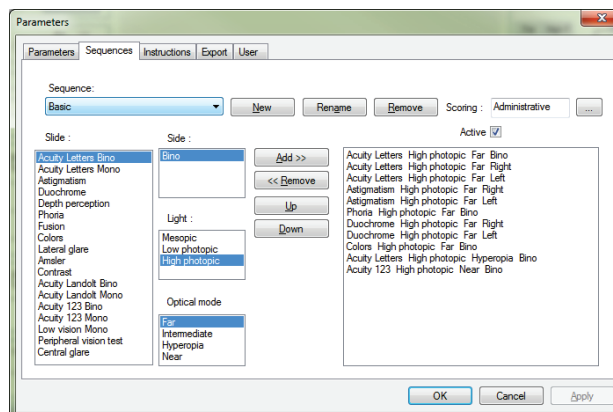 Parameters
Parameters Sequences Instructions Export User
Sequence:
Basic New Rename Remove Scoring : Administrative ...
Active
Slide :
Acuity Letters Bino
Acuity Letters Mono
Astigmatism
Duochrome
Depth perception
Phoria
Fusion
Colors
Lateral glare
Amsler
Contrast
Acuity Landolt Bino
Acuity Landolt Mono
Acuity 123 Bino
Acuity 123 Mono
Low vision Mono
Peripheral vision test
Central glare
Side :
Bino
Light :
Mesopic
Low photopic
High photopic
Optical mode
Far
Intermediate
Hyperopia
Near
Add >>
<< Remove
Up
Down
Acuity Letters High photopic Far Bino
Acuity Letters High photopic Far Right
Acuity Letters High photopic Far Left
Astigmatism High photopic Far Right
Astigmatism High photopic Far Left
Phoria High photopic Far Bino
Duochrome High photopic Far Right
Duochrome High photopic Far Left
Colors High photopic Far Bino
Acuity Letters High photopic Hyperopia Bino
Acuity 123 High photopic Near Bino
OK Cancel Apply